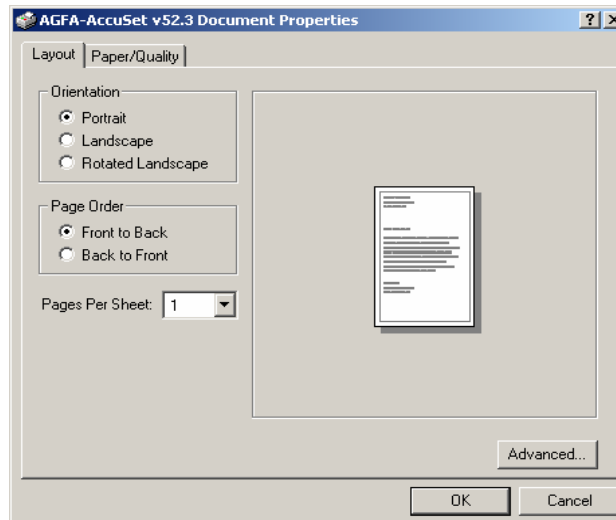 AGFA-AccuSet v52.3 Document Properties
Layout
Paper/Quality
Orientation
Portrait
Landscape
Rotated Landscape
Page Order
Front to Back
Back to Front
Pages Per Sheet: 1
Advanced...
OK
Cancel